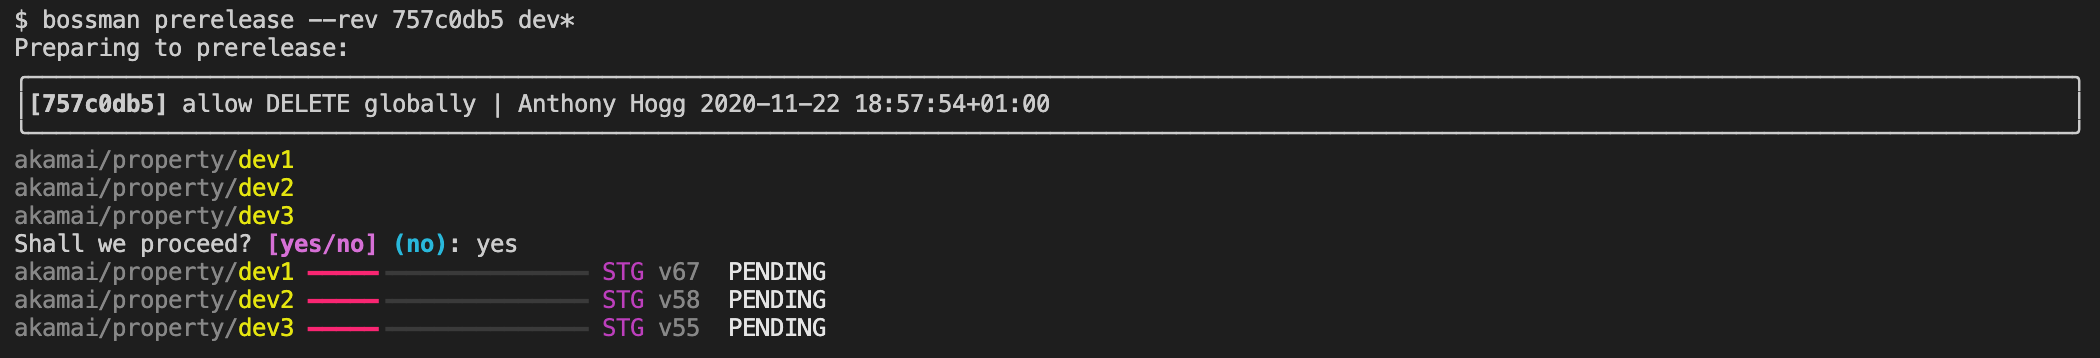 $ bossman prerelease --rev 757c0db5 dev*
Preparing to prerelease:
[757c0db5] allow DELETE globally | Anthony Hogg 2020-11-22 18:57:54+01:00
akamai/property/dev1
akamai/property/dev2
akamai/property/dev3
Shall we proceed? [yes/no] (no): yes
akamai/property/dev1 STG v67 PENDING
akamai/property/dev2 STG v58 PENDING
akamai/property/dev3 STG v55 PENDING